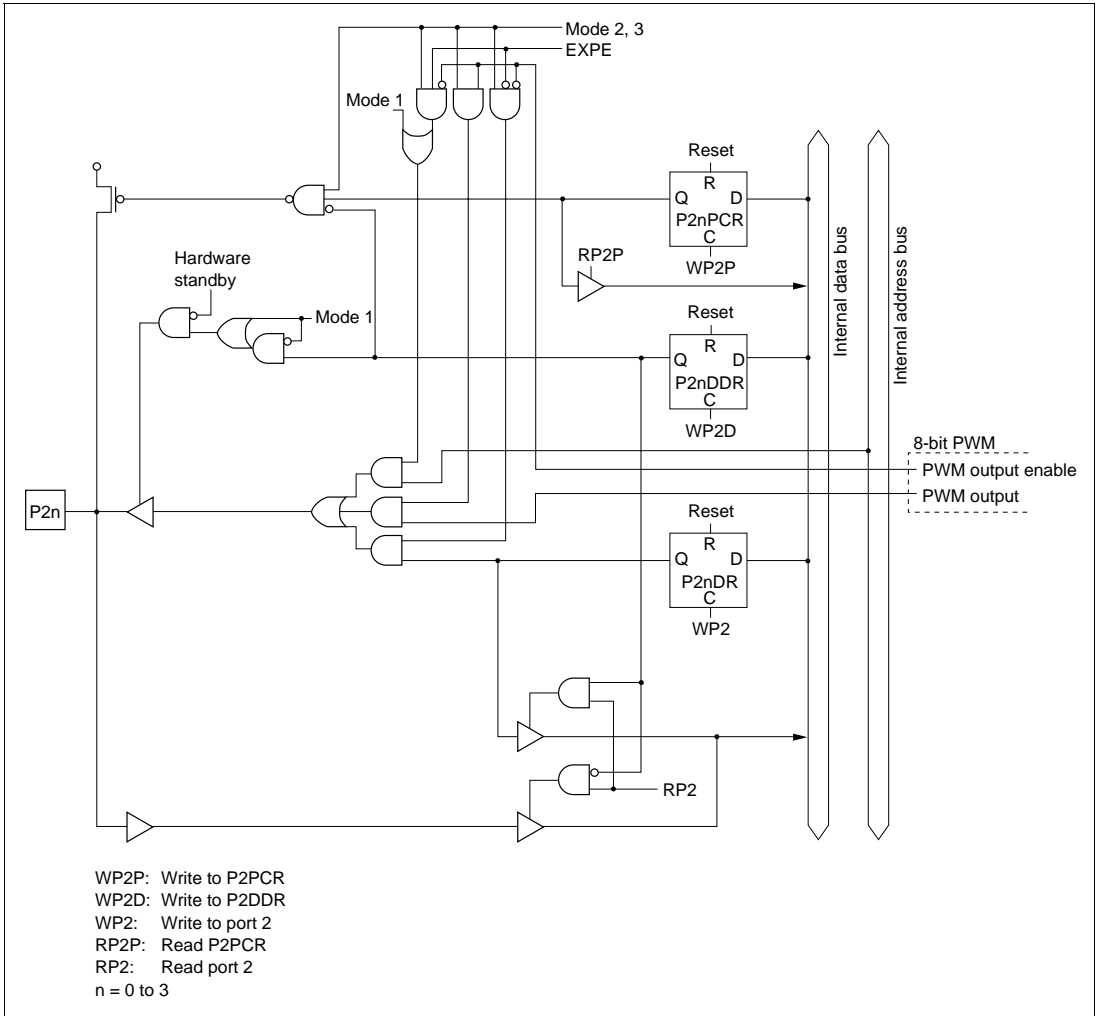 Mode 2, 3
EXPE
Mode 1
Reset
R
Q D
P2nPCR
C
WP2P
RP2P
Hardware
standby
Mode 1
Reset
R
Q D
P2nDDR
C
WP2D
Internal data bus
Internal address bus
8-bit PWM
PWM output enable
PWM output
P2n
Reset
R
Q D
P2nDR
C
WP2
RP2
WP2P: Write to P2PCR
WP2D: Write to P2DDR
WP2: Write to port 2
RP2P: Read P2PCR
RP2: Read port 2
n = 0 to 3